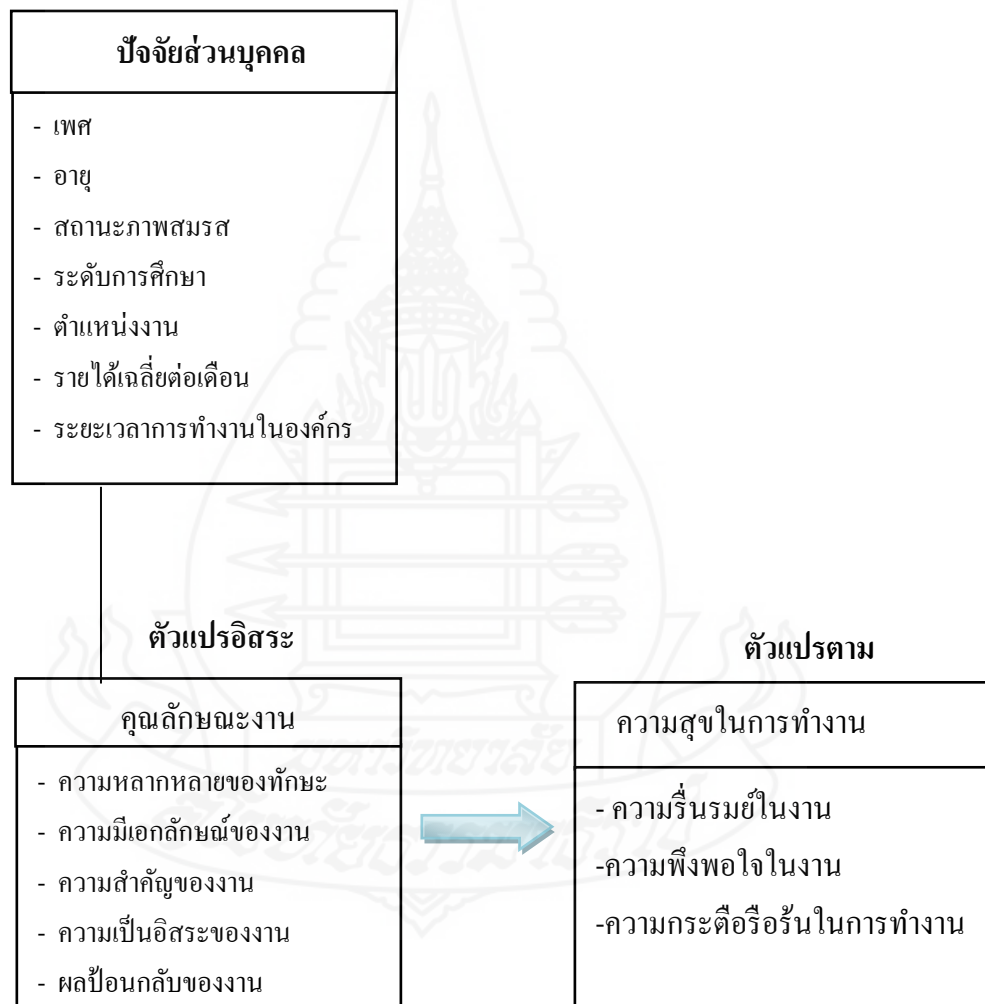 ปัจจัยส่วนบุคคล
- เพศ
- อายุ
- สถานะภาพสมรส
- ระดับการศึกษา
- ตำแหน่งงาน
- รายได้เฉลี่ยต่อเดือน
- ระยะเวลาการทำงานในองค์กร
ตัวแปรอิสระ
คุณลักษณะงาน
- ความหลากหลายของทักษะ
- ความมีเอกลักษณ์ของงาน
- ความสำคัญของงาน
- ความเป็นอิสระของงาน
- ผลป้อนกลับของงาน
ตัวแปรตาม
ความสุขในการทำงาน
- ความรื่นรมย์ในงาน
-ความพึงพอใจในงาน
-ความกระตือรือร้นในการทำงาน